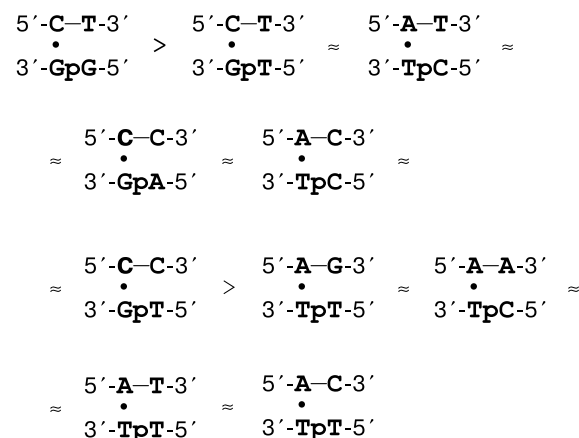 5′-C—T-3′ 5′-C—T-3′ 5′-A—T-3′
• > • ≈ • ≈
3′-GpG-5′ 3′-GpT-5′ 3′-TpC-5′
5′-C—C-3′ 5′-A—C-3′
≈ • ≈ • ≈
3′-GpA-5′ 3′-TpC-5′
5′-C—C-3′ 5′-A—G-3′ 5′-A—A-3′
≈ • > • ≈ • ≈
3′-GpT-5′ 3′-TpT-5′ 3′-TpC-5′
5′-A—T-3′ 5′-A—C-3′
≈ • ≈ •
3′-TpT-5′ 3′-TpT-5′